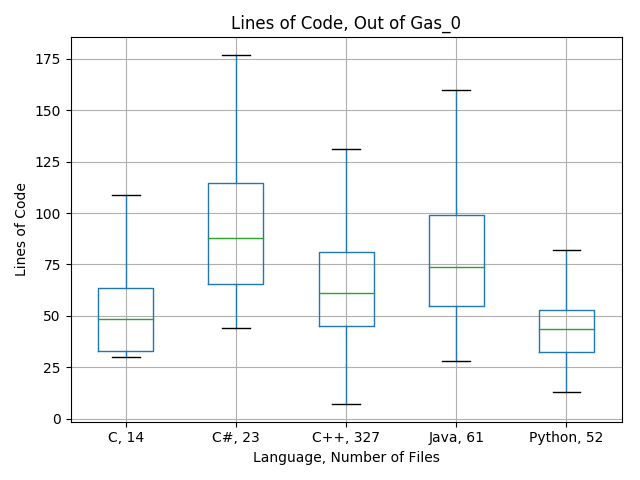 Lines of Code, Out of Gas_0
Lines of Code
175
150
125
100
75
50
25
0
C, 14
C#, 23
C++, 327
Java, 61
Python, 52
Language, Number of Files